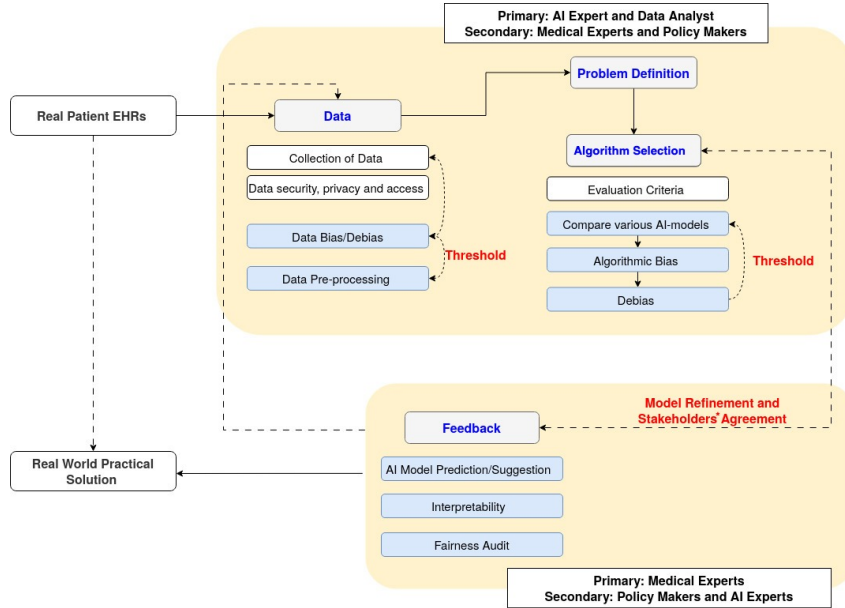 Primary: AI Expert and Data Analyst
Secondary: Medical Experts and Policy Makers
Problem Definition
Real Patient EHRs
Data
Algorithm Selection
Collection of Data
Data security, privacy and access
Evaluation Criteria
Data Bias/Debias
Compare various AI-models
Threshold
Algorithmic Bias
Threshold
Data Pre-processing
Debias
Model Refinement and
Stakeholders*Agreement
Feedback
Real World Practical
Solution
AI Model Prediction/Suggestion
Interpretability
Fairness Audit
Primary: Medical Experts
Secondary: Policy Makers and AI Experts